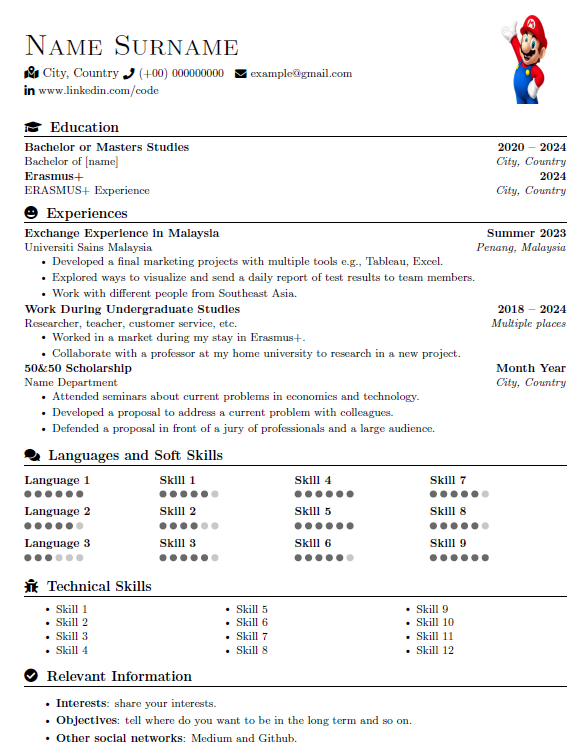 Name Surname
City, Country (+00) 000000000 example@gmail.com
www.linkedin.com/code
Education
Bachelor or Masters Studies 2020 – 2024
Bachelor of [name] City, Country
Erasmus+ 2024
ERASMUS+ Experience City, Country
Experiences
Exchange Experience in Malaysia Summer 2023
Universiti Sains Malaysia Penang, Malaysia
• Developed a final marketing projects with multiple tools e.g., Tableau, Excel.
• Explored ways to visualize and send a daily report of test results to team members.
• Work with different people from Southeast Asia.
Work During Undergraduate Studies 2018 – 2024
Researcher, teacher, customer service, etc. Multiple places
• Worked in a market during my stay in Erasmus+.
• Collaborate with a professor at my home university to research in a new project.
50&50 Scholarship Month Year
Name Department City, Country
• Attended seminars about current problems in economics and technology.
• Developed a proposal to address a current problem with colleagues.
• Defended a proposal in front of a jury of professionals and a large audience.
Languages and Soft Skills
Language 1 Skill 1 Skill 4 Skill 7
Language 2 Skill 2 Skill 5 Skill 8
Language 3 Skill 3 Skill 6 Skill 9
Technical Skills
• Skill 1 • Skill 5 • Skill 9
• Skill 2 • Skill 6 • Skill 10
• Skill 3 • Skill 7 • Skill 11
• Skill 4 • Skill 8 • Skill 12
Relevant Information
• Interests: share your interests.
• Objectives: tell where do you want to be in the long term and so on.
• Other social networks: Medium and Github.